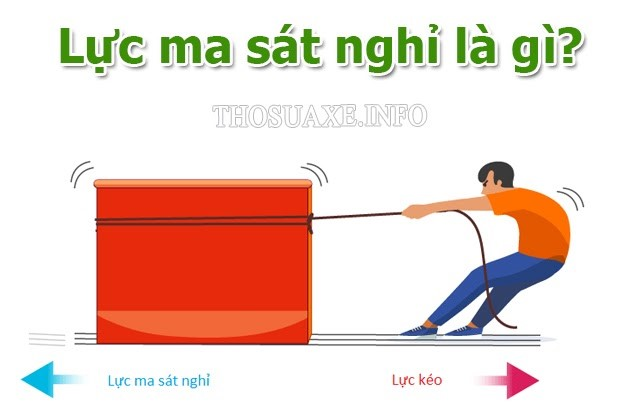 Lực ma sát nghỉ là gì?
THOSUAXE.INFO
Lực ma sát nghỉ
Lực kéo